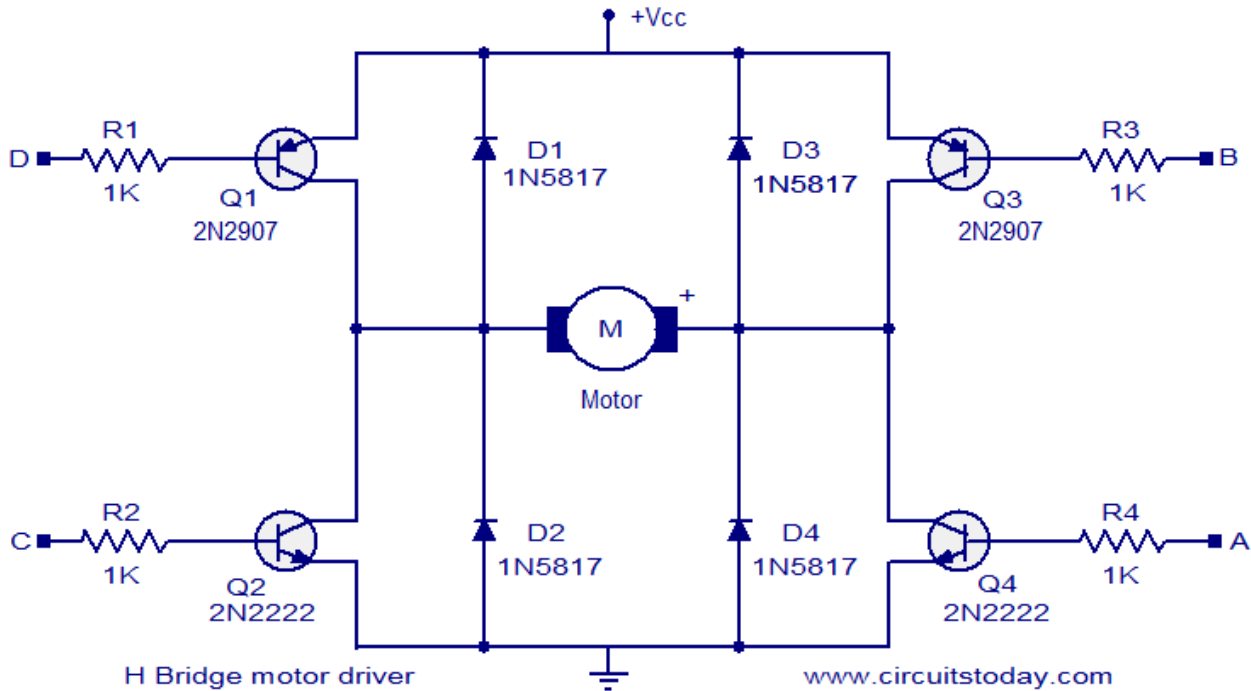 +Vcc
D
R1
1K
Q1
2N2907
D1
1N5817
D3
1N5817
Q3
2N2907
R3
1K
B
M
+
Motor
C
R2
1K
Q2
2N2222
D2
1N5817
D4
1N5817
Q4
2N2222
R4
1K
A
H Bridge motor driver
www.circuitstoday.com